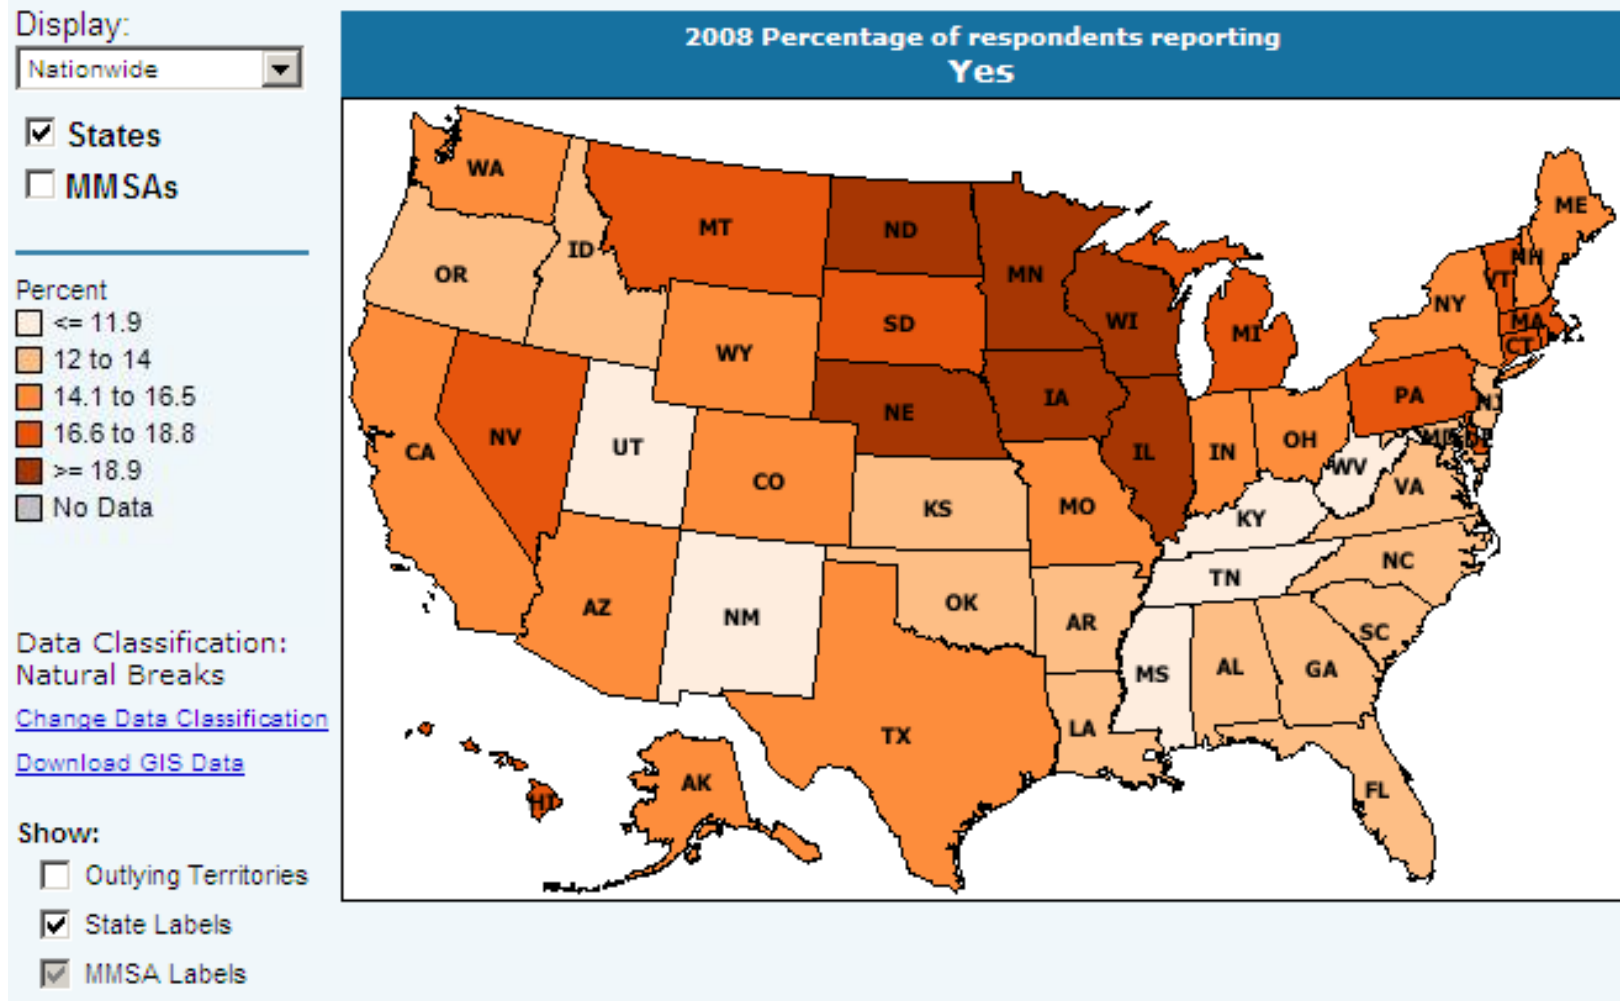 Display:
Nationwide
States
MMSAs
Percent
<= 11.9
12 to 14
14.1 to 16.5
16.6 to 18.8
>= 18.9
No Data
Data Classification:
Natural Breaks
Change Data Classification
Download GIS Data
Show:
Outlying Territories
State Labels
MMSA Labels
2008 Percentage of respondents reporting
Yes
WA
MT
ND
MN
ME
OR
ID
SD
WI
MI
NY
VT
NH
MA
CT
WY
NE
IA
PA
NJ
CA
NV
UT
CO
KS
MO
IL
IN
OH
WV
MD
DE
VA
KY
AZ
NM
OK
AR
TN
NC
SC
TX
LA
MS
AL
GA
FL
AK
HI